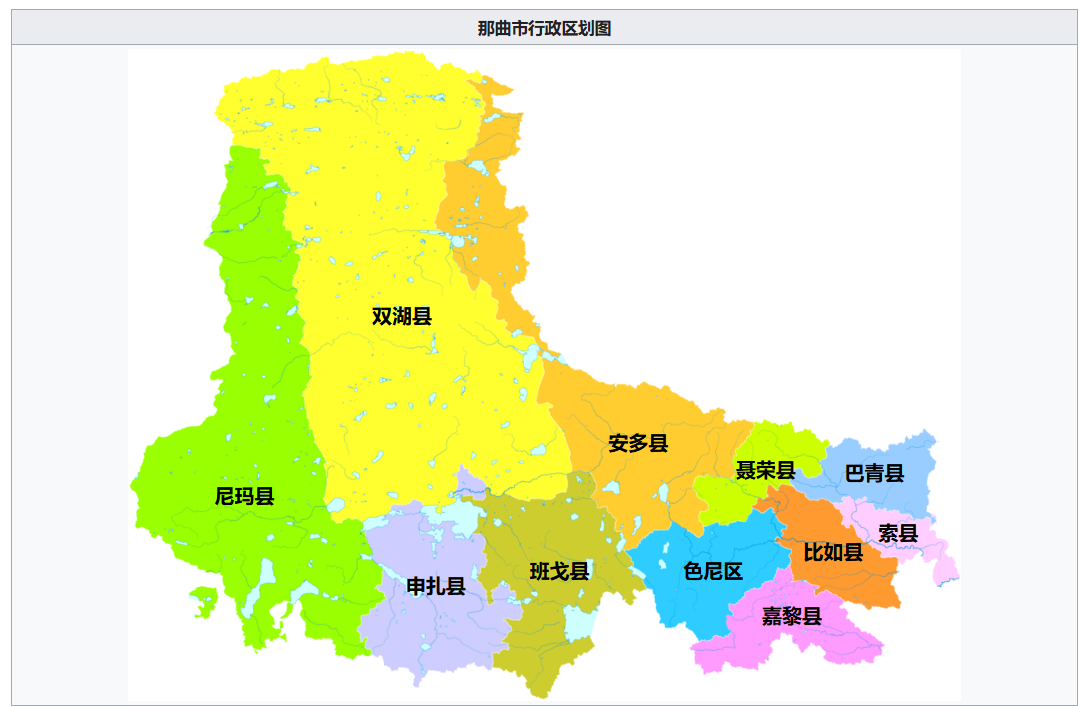 那曲市行政区划图
双湖县
安多县
聂荣县
巴青县
尼玛县
索县
比如县
班戈县
色尼区
申扎县
嘉黎县